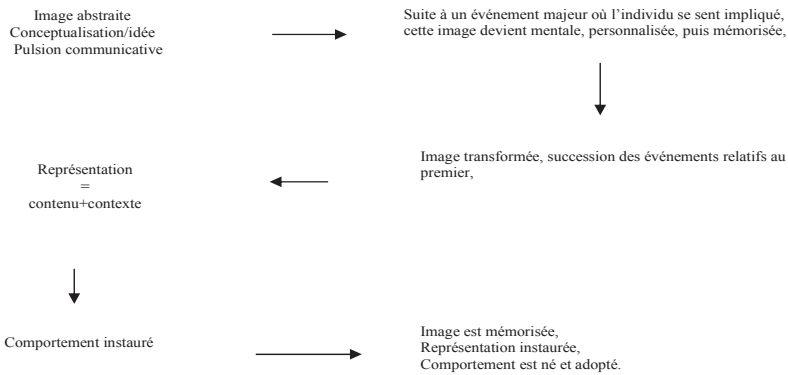 Image abstraite
Conceptualisation/idée
Pulsion communicative
Suite à un événement majeur où l'individu se sent impliqué,
cette image devient mentale, personnalisée, puis mémorisée,
Image transformée, succession des événements relatifs au
premier,
Représentation
=
contenu+contexte
Comportement instauré
Image est mémorisée,
Représentation instaurée,
Comportement est né et adopté.